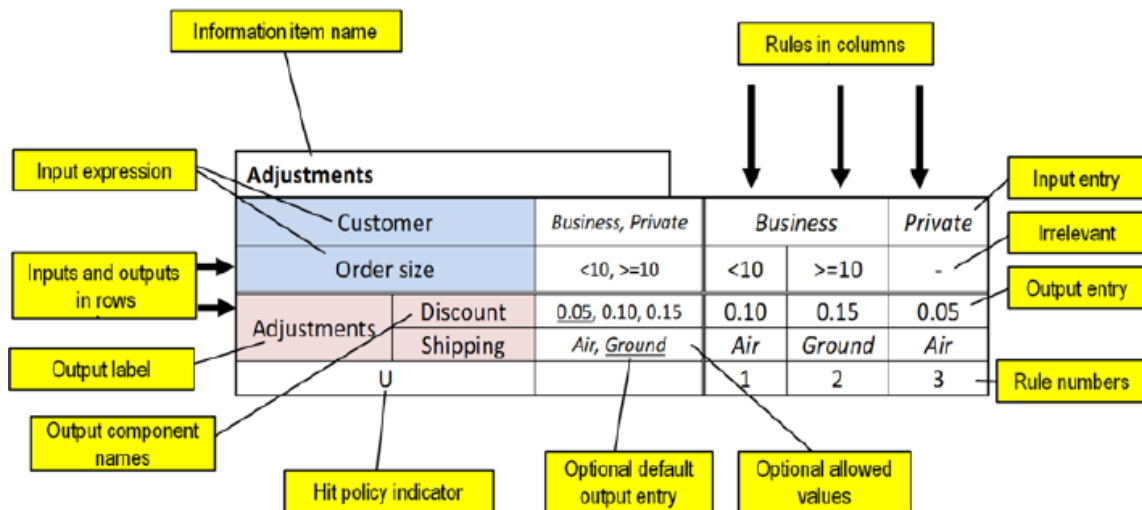 Information item name
Rules in columns
Input expression
Adjustments
Input entry
Customer
Business, Private
Business
Private
Irrelevant
Inputs and outputs
in rows
Order size
<10, >=10
<10
>=10
-
Output entry
Adjustments
Discount
0.05, 0.10, 0.15
0.10
0.15
0.05
Shipping
Air, Ground
Air
Ground
Air
Output label
U
1
2
3
Rule numbers
Output component
names
Hit policy indicator
Optional default
output entry
Optional allowed
values